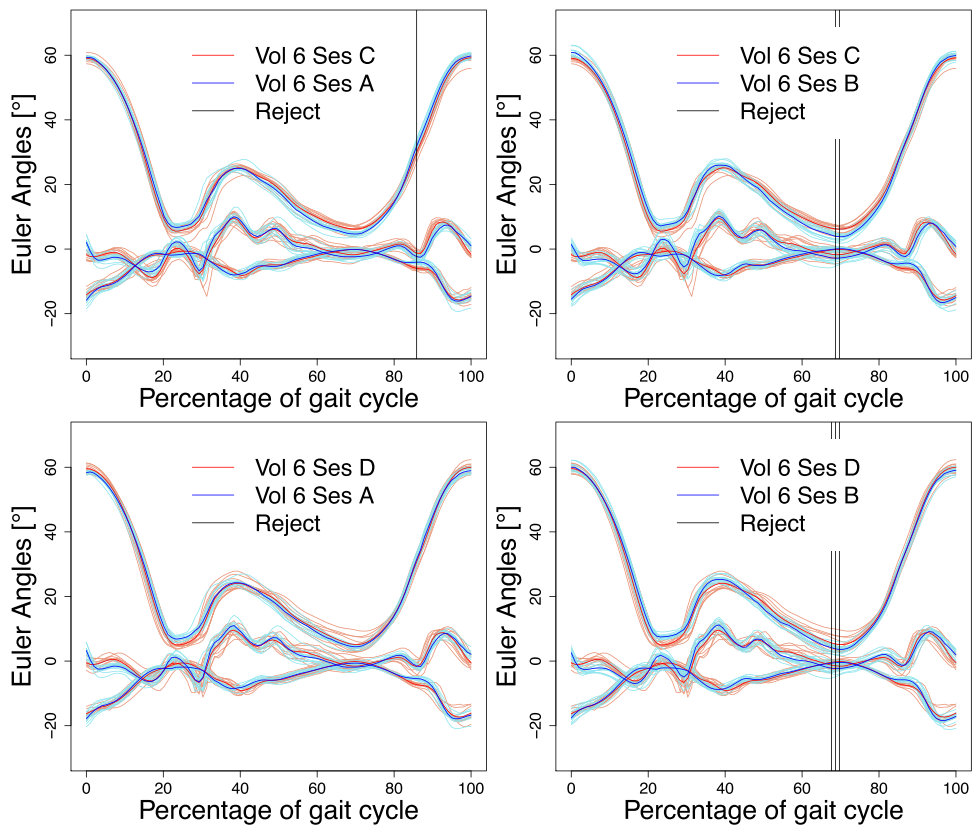 Euler Angles [°]
60
40
20
0
−20
Vol 6 Ses C
Vol 6 Ses A
Reject
0 20 40 60 80 100
Percentage of gait cycle
Euler Angles [°]
60
40
20
0
−20
Vol 6 Ses C
Vol 6 Ses B
Reject
0 20 40 60 80 100
Percentage of gait cycle
Euler Angles [°]
60
40
20
0
−20
Vol 6 Ses D
Vol 6 Ses A
Reject
0 20 40 60 80 100
Percentage of gait cycle
Euler Angles [°]
60
40
20
0
−20
Vol 6 Ses D
Vol 6 Ses B
Reject
0 20 40 60 80 100
Percentage of gait cycle